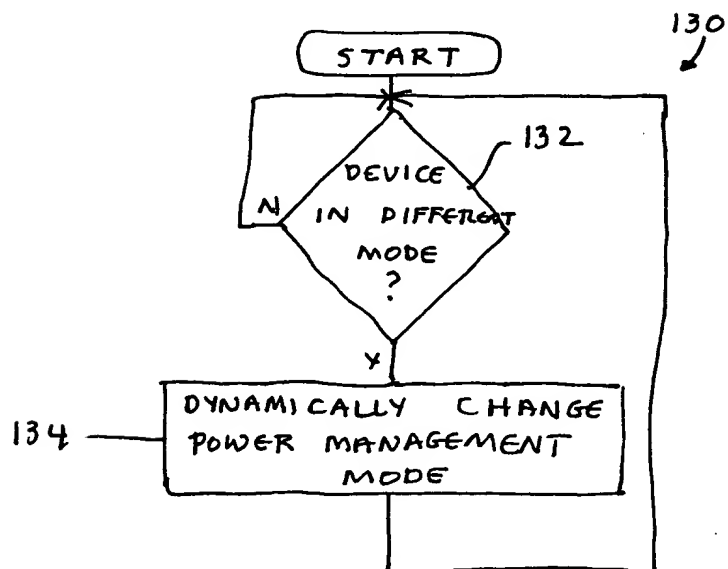 130
START
132
DEVICE
IN DIFFERENT
MODE
?
N
Y
134
DYNAMICALLY CHANGE
POWER MANAGEMENT
MODE